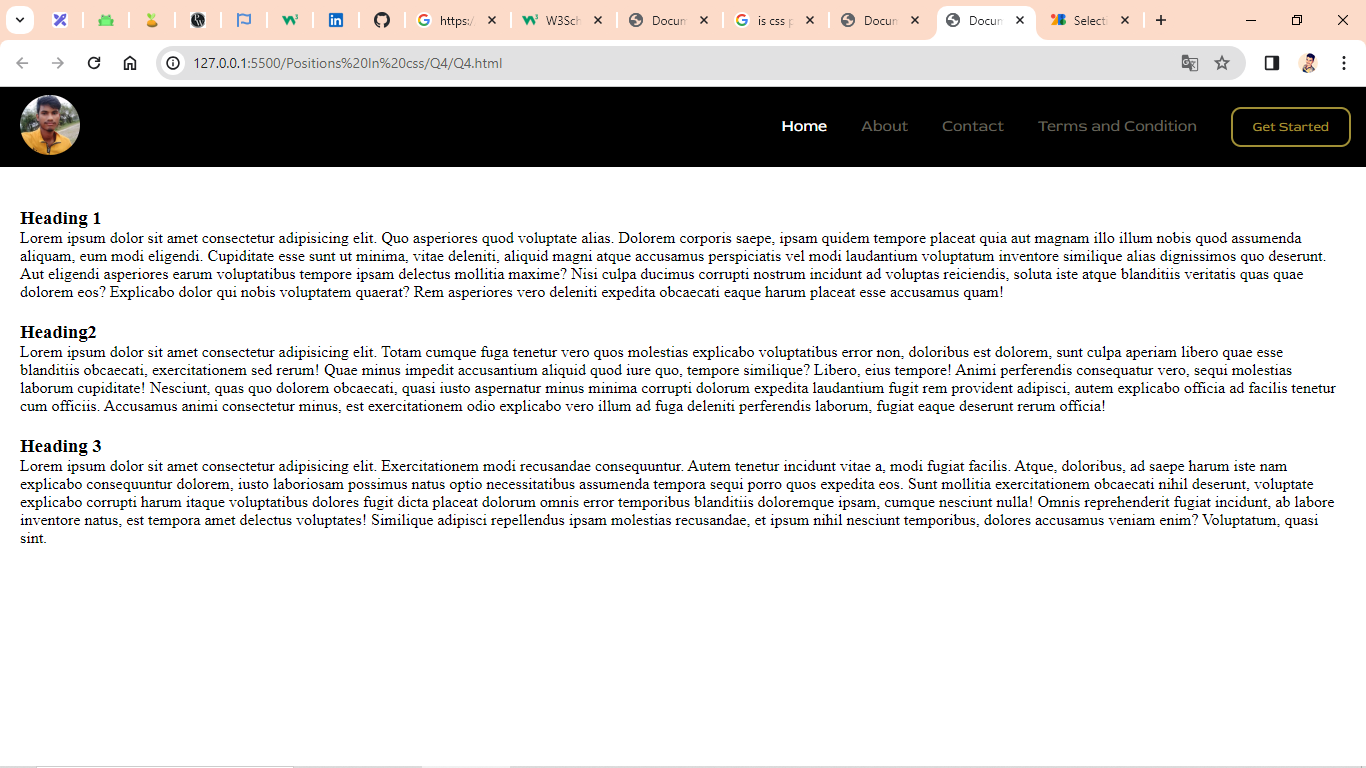 https:/
W3Sch
Docum
is css p
Docun
Docun
Selecti
127.0.0.1:5500/Positions%20In%20css/Q4/Q4.html
Home About Contact Terms and Condition Get Started
Heading 1
Lorem ipsum dolor sit amet consectetur adipisicing elit. Quo asperiores quod voluptate alias. Dolorem corporis saepe, ipsam quidem tempore placeat quia aut magnam illo illum nobis quod assumenda
aliquam, eum modi eligendi. Cupiditate esse sunt ut minima, vitae deleniti, aliquid magni atque accusamus perspiciatis vel modi laudantium voluptatum inventore similique alias dignissimos quo deserunt.
Aut eligendi asperiores earum voluptatibus tempore ipsam delectus mollitia maxime? Nisi culpa ducimus corrupti nostrum incidunt ad voluptas reiciendis, soluta iste atque blanditiis veritatis quas quae
dolorem eos? Explicabo dolor qui nobis voluptatem quaerat? Rem asperiores vero deleniti expedita obcaecati eaque harum placeat esse accusamus quam!
Heading2
Lorem ipsum dolor sit amet consectetur adipisicing elit. Totam cumque fuga tenetur vero quos molestias explicabo voluptatibus error non, doloribus est dolorem, sunt culpa aperiam libero quae esse
blanditiis obcaecati, exercitationem sed rerum! Quae minus impedit accusantium aliquid quod iure quo, tempore similique? Libero, eius tempore! Animi perferendis consequatur vero, sequi molestias
laborum cupiditate! Nesciunt, quas quo dolorem obcaecati, quasi iusto aspernatur minus minima corrupti dolorum expedita laudantium fugit rem provident adipisci, autem explicabo officia ad facilis tenetur
cum officiis. Accusamus animi consectetur minus, est exercitationem odio explicabo vero illum ad fuga deleniti perferendis laborum, fugiat eaque deserunt rerum officia!
Heading 3
Lorem ipsum dolor sit amet consectetur adipisicing elit. Exercitationem modi recusandae consequuntur. Autem tenetur incidunt vitae a, modi fugiat facilis. Atque, doloribus, ad saepe harum iste nam
explicabo consequuntur dolorem, iusto laboriosam possimus natus optio necessitatibus assumenda tempora sequi porro quos expedita eos. Sunt mollitia exercitationem obcaecati nihil deserunt, voluptate
explicabo corrupti harum itaque voluptatibus dolores fugit dicta placeat dolorum omnis error temporibus blanditiis doloremque ipsam, cumque nesciunt nulla! Omnis reprehenderit fugiat incidunt, ab labore
inventore natus, est tempora amet delectus voluptates! Similique adipisci repellendus ipsam molestias recusandae, et ipsum nihil nesciunt temporibus, dolores accusamus veniam enim? Voluptatum, quasi
sint.